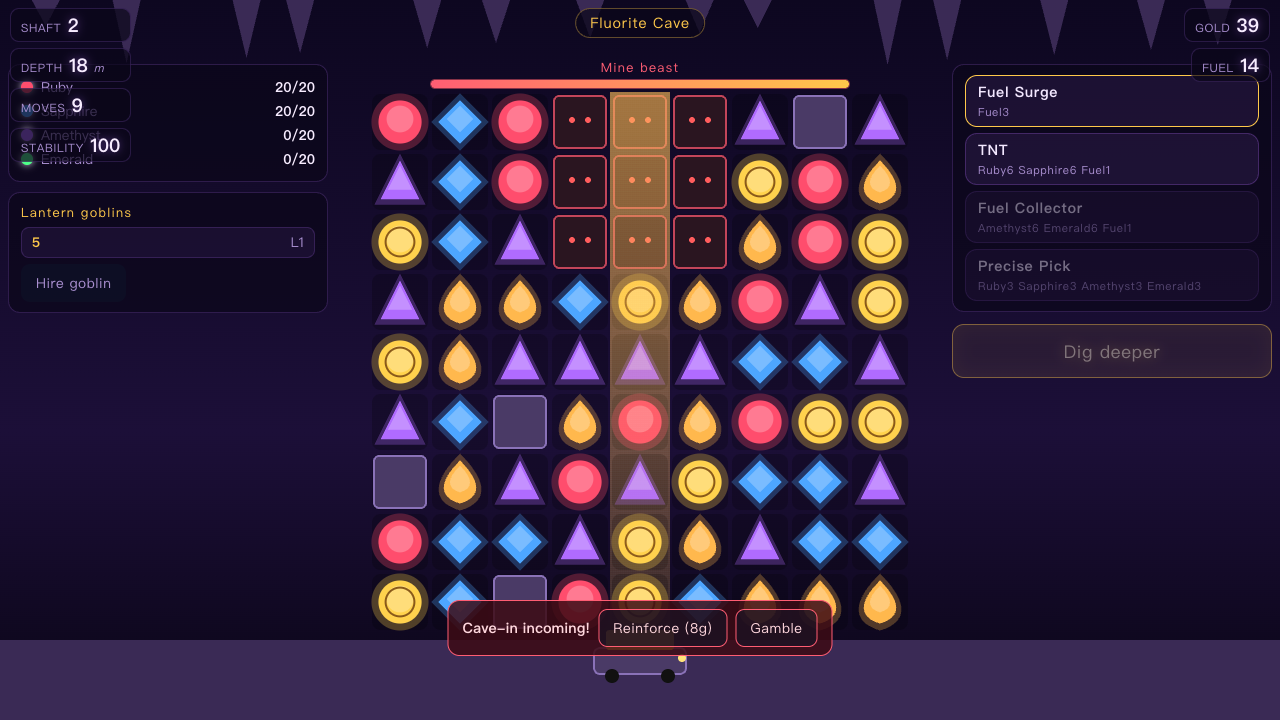 SHAFT 2
Fluorite Cave
GOLD 39
DEPTH 18 m
FUEL 14
Mine beast
Ruby 20/20
MOVES 9
Sapphire 20/20
Amethyst 0/20
STABILITY 100
Emerald 0/20
Lantern goblins
5 L1
Hire goblin
Fuel Surge
Fuel3
TNT
Ruby6 Sapphire6 Fuel1
Fuel Collector
Amethyst6 Emerald6 Fuel1
Precise Pick
Ruby3 Sapphire3 Amethyst3 Emerald3
Dig deeper
Cave-in incoming! Reinforce (8g) Gamble